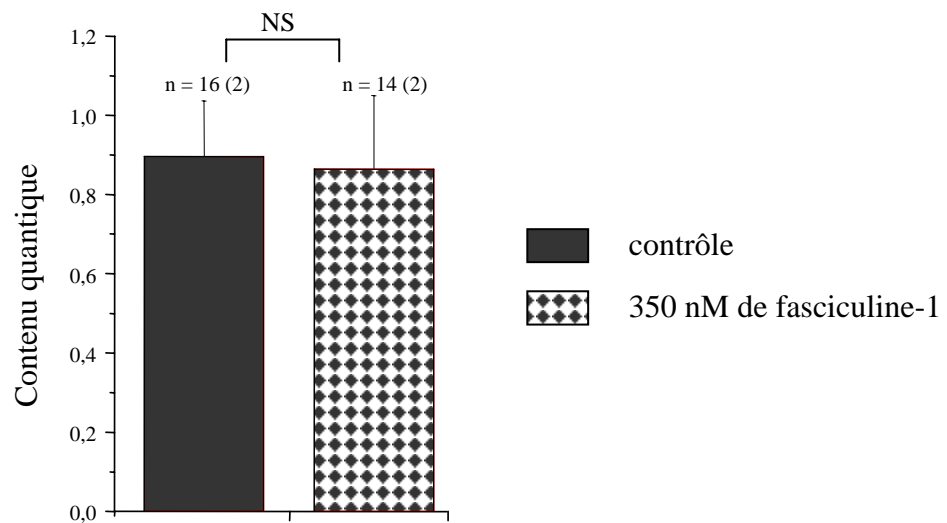 NS
1,2
n = 16 (2)
n = 14 (2)
1,0
0,8
0,6
0,4
0,2
0,0
Contenu quantique
contrôle
350 nM de fasciculine-1